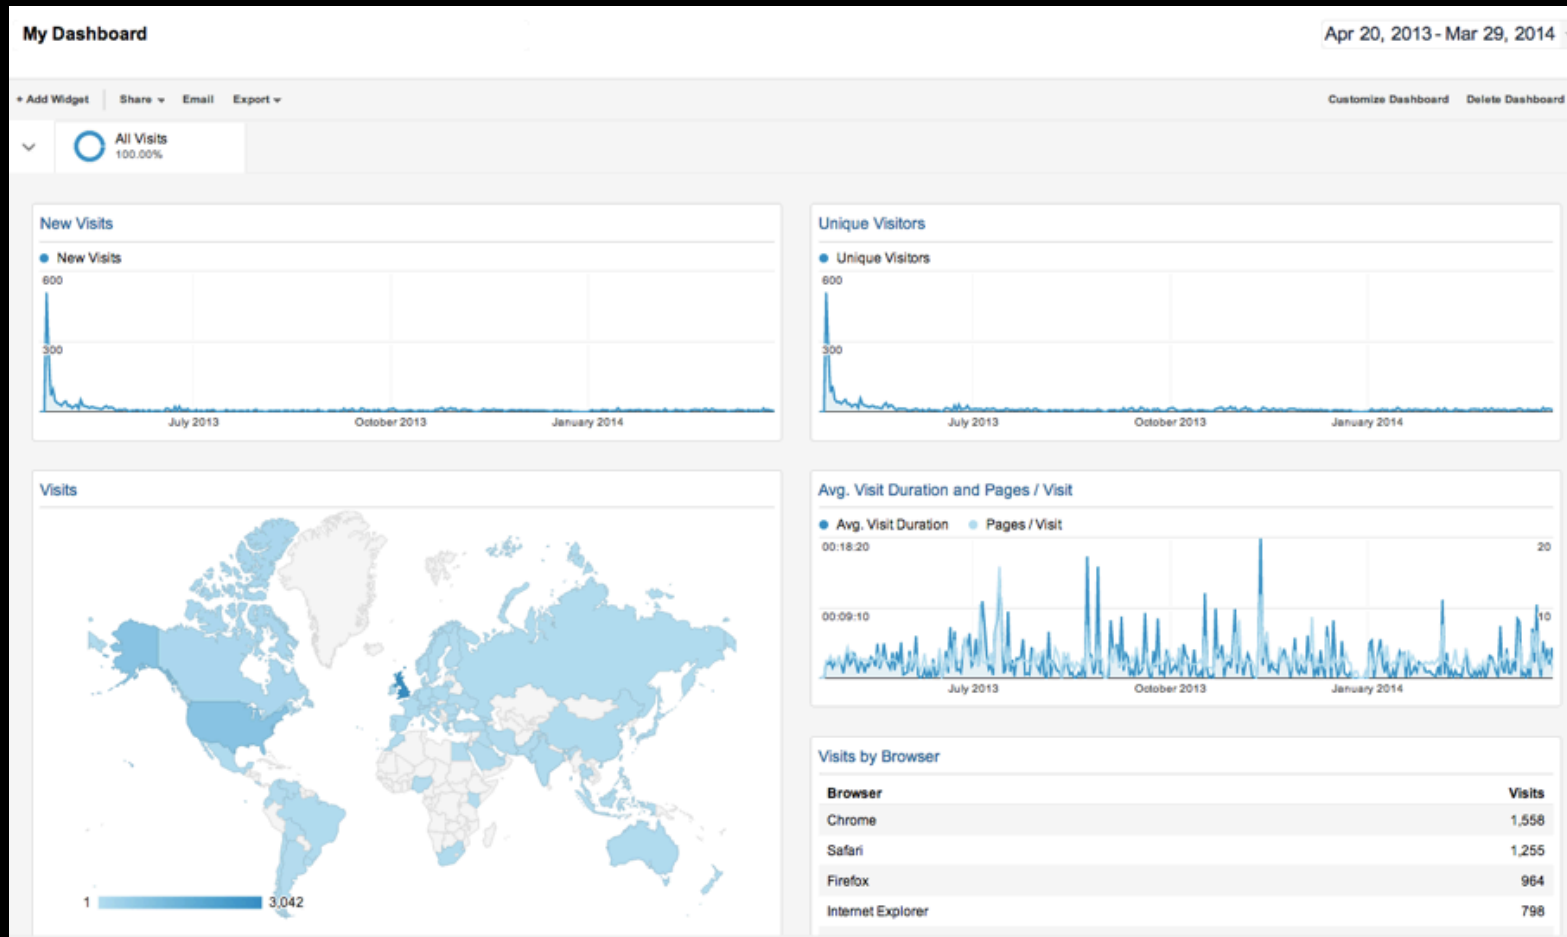 My Dashboard
Apr 20, 2013 - Mar 29, 2014
+ Add Widget Share Email Export
Customize Dashboard Delete Dashboard
All Visits
100.00%
New Visits
New Visits
600
300
July 2013 October 2013 January 2014
Unique Visitors
Unique Visitors
600
300
July 2013 October 2013 January 2014
Visits
1 3,042
Avg. Visit Duration and Pages / Visit
Avg. Visit Duration Pages / Visit
00:18:20 20
00:09:10 10
July 2013 October 2013 January 2014
Visits by Browser
Browser Visits
Chrome 1,558
Safari 1,255
Firefox 964
Internet Explorer 798